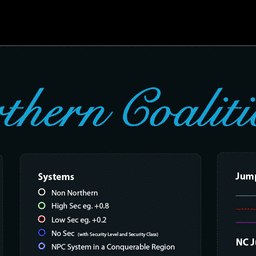 rthern Coaliti
Systems
Non Northern
High Sec eg. +0.8
Low Sec eg. +0.2
No Sec (with Security Level and Security Class)
NPC System in a Conquerable Region
Jump
NC J